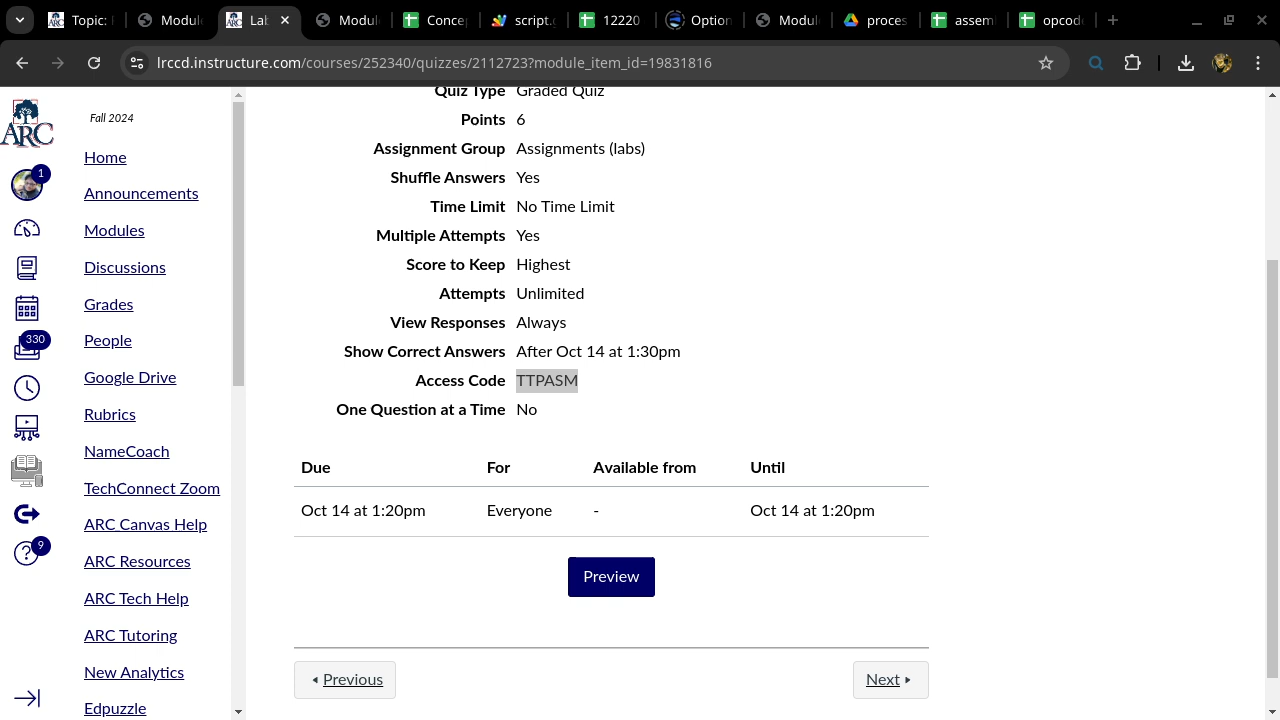 Topic: 
Module
Lab
Module
Concep
script.g
12220
Option
Modul
proces
assem
opcod
lrccd.instructure.com/courses/252340/quizzes/2112723?module_item_id=19831816
ARC
1
330
9
Fall 2024
Home
Announcements
Modules
Discussions
Grades
People
Google Drive
Rubrics
NameCoach
TechConnect Zoom
ARC Canvas Help
ARC Resources
ARC Tech Help
ARC Tutoring
New Analytics
Edpuzzle
Quiz Type Graded Quiz
Points 6
Assignment Group Assignments (labs)
Shuffle Answers Yes
Time Limit No Time Limit
Multiple Attempts Yes
Score to Keep Highest
Attempts Unlimited
View Responses Always
Show Correct Answers After Oct 14 at 1:30pm
Access Code TTPASM
One Question at a Time No
Due For Available from Until
Oct 14 at 1:20pm Everyone - Oct 14 at 1:20pm
Preview
Previous Next